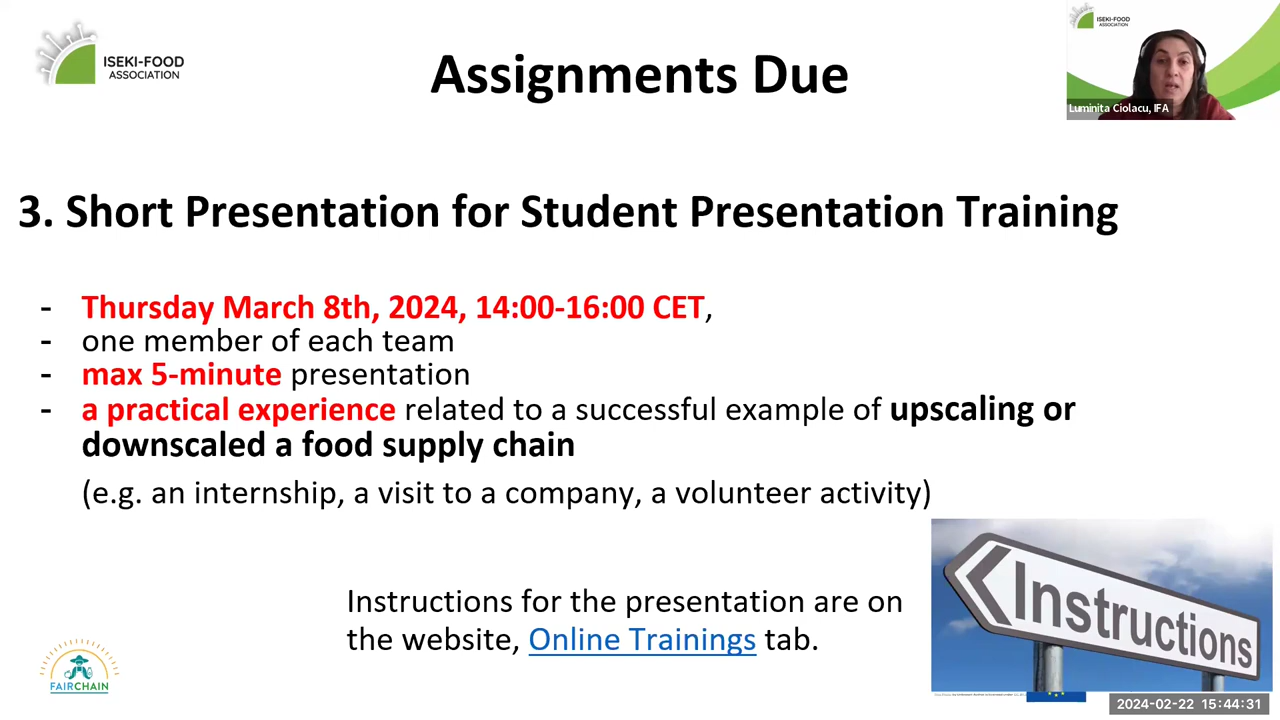 ISEKI-FOOD
ASSOCIATION
Assignments Due
ISEKI-FOOD
ASSOCIATION
Luminita Ciolacu, IFA
3. Short Presentation for Student Presentation Training
- Thursday March 8th, 2024, 14:00-16:00 CET,
- one member of each team
- max 5-minute presentation
- a practical experience related to a successful example of upscaling or
downscaled a food supply chain
(e.g. an internship, a visit to a company, a volunteer activity)
Instructions for the presentation are on
the website, Online Trainings tab.
Instructions
FAIRCHAIN
2024-02-22 15:44:31